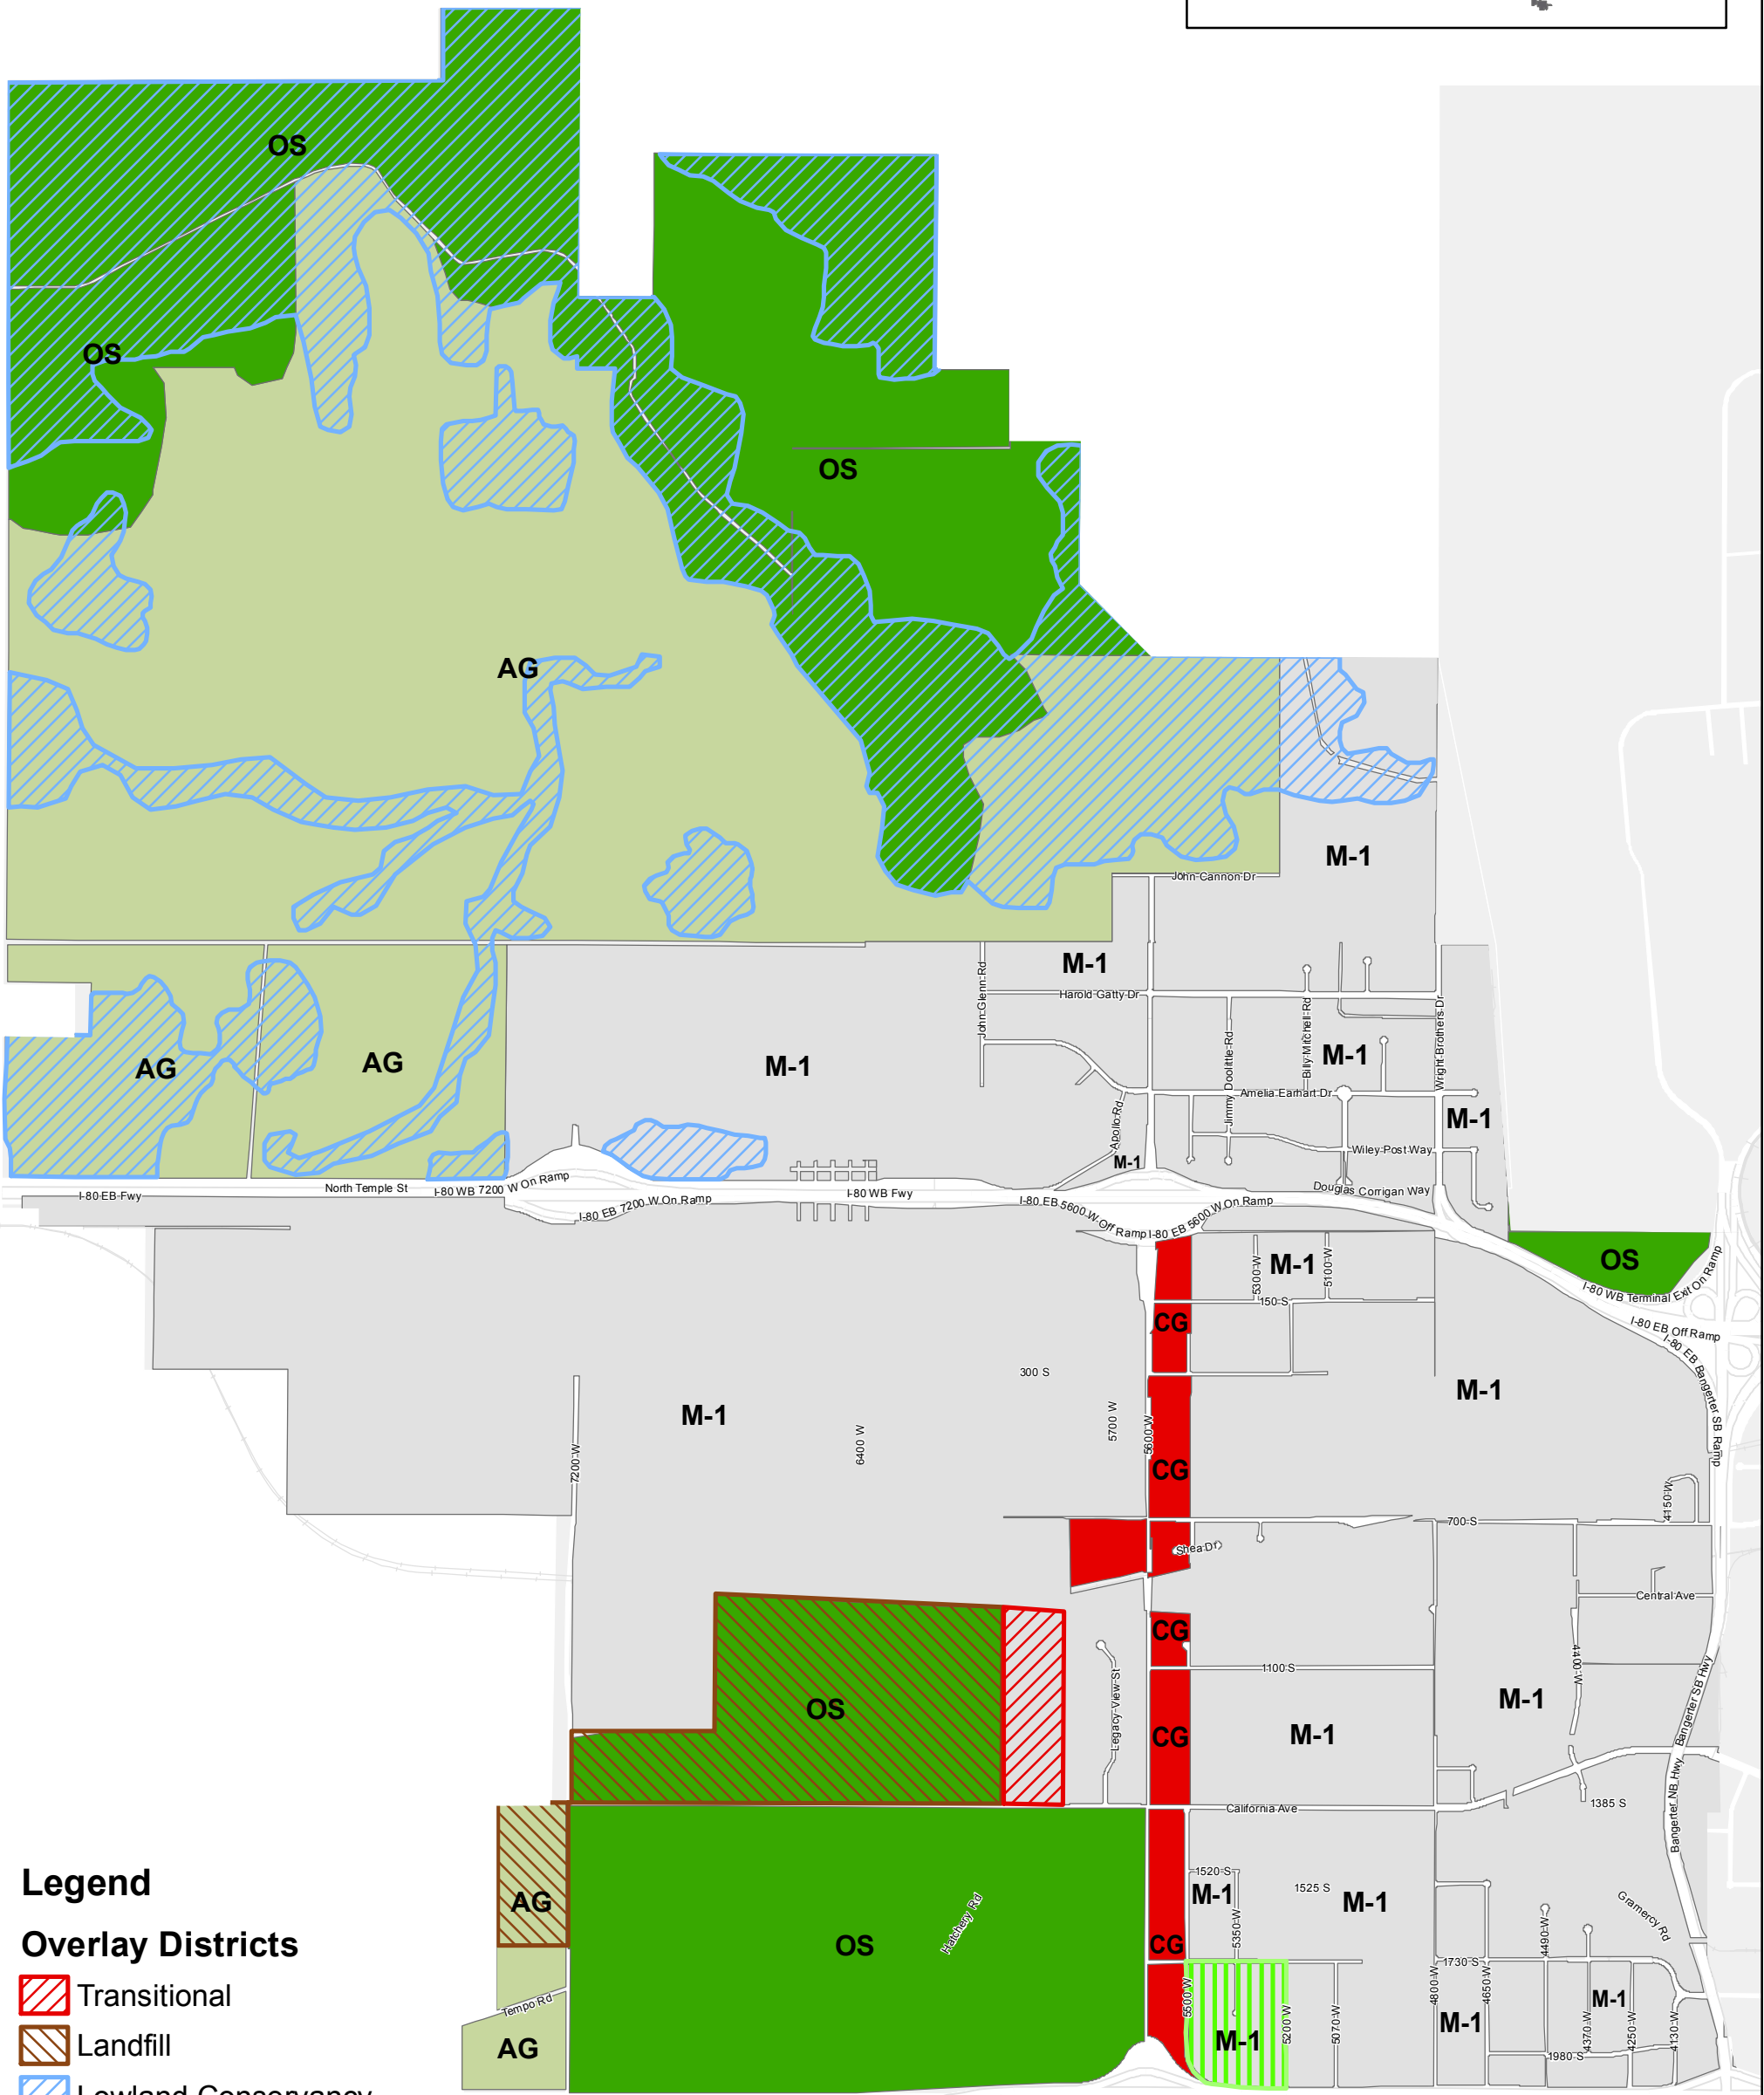 OS
OS
OS
AG
M-1
John Cannon Dr
M-1
John Glenn Rd
Harold Gatty Dr
Jimmy Doolittle Rd
Billy Mitchell Rd
Wright Brothers Dr
M-1
AG
AG
M-1
Amelia Earhart Dr
Apollo Rd
M-1
Wiley Post Way
M-1
Douglas Corrigan Way
North Temple St
I-80 EB Fwy
I-80 WB 7200 W On Ramp
I-80 WB Fwy
I-80 EB 7200 W On Ramp
I-80 EB 5600 W Off Ramp
I-80 EB 5600 W On Ramp
OS
I-80 WB Terminal Exit On Ramp
I-80 EB Off Ramp
I-80 EB Bangerter SB Ramp
M-1
5300 W
5100 W
150 S
CG
300 S
M-1
M-1
5700 W
5600 W
6400 W
7200 W
CG
4150 W
700 S
Shea Dr
Central Ave
CG
1100 S
4400 W
Legacy View St
OS
CG
M-1
M-1
Bangerter SB Hwy
Bangerter NB Hwy
California Ave
1385 S
1520 S
M-1
1525 S
M-1
5350 W
Gramercy Rd
4490 W
AG
Hatchery Rd
OS
CG
1730 S
5500 W
5200 W
5070 W
4800 W
4650 W
M-1
4370 W
4250 W
4130 W
M-1
M-1
1980 S
Tempo Rd
AG
Legend
Overlay Districts
Transitional
Landfill
Lowland Conservancy